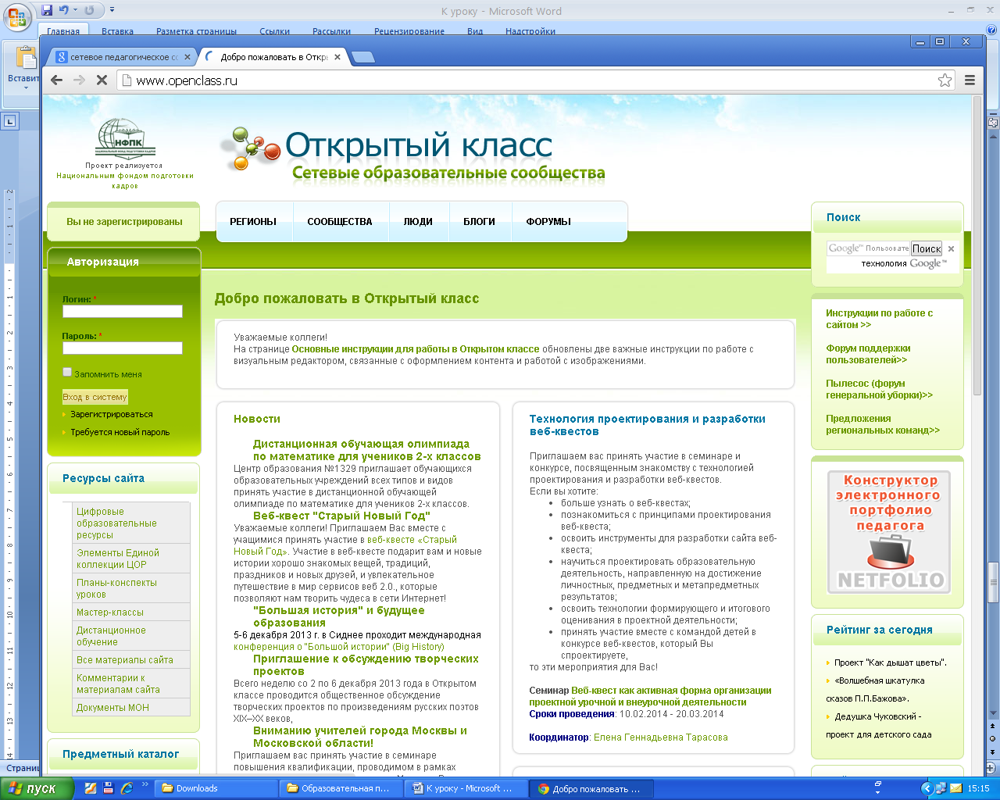 К уроку - Microsoft Word
Главная
Вставка
Разметка страницы
Ссылки
Рассылки
Рецензирование
Вид
Надстройки
Вставит
сетевое педагогическое
Добро пожаловать в Откры
www.openclass.ru
НФПК
Проект реализуется
Национальным фондом подготовки
кадров
Открытый класс
Сетевые образовательные сообщества
Вы не зарегистрированы
РЕГИОНЫ
СООБЩЕСТВА
ЛЮДИ
БЛОГИ
ФОРУМЫ
Авторизация
Логин: *
Пароль: *
Запомнить меня
Вход в систему
Зарегистрироваться
Требуется новый пароль
Ресурсы сайта
Цифровые
образовательные
ресурсы
Элементы Единой
коллекции ЦОР
Планы-конспекты
уроков
Мастер-классы
Дистанционное
обучение
Все материалы сайта
Комментарии к
материалам сайта
Документы МОН
Предметный каталог
Добро пожаловать в Открытый класс
Уважаемые коллеги!
На странице Основные инструкции для работы в Открытом классе обновлены две важные инструкции по работе с
визуальным редактором, связанные с оформлением контента и работой с изображениями.
Новости
Дистанционная обучающая олимпиада
по математике для учеников 2-х классов
Центр образования №1329 приглашает обучающихся
образовательных учреждений всех типов и видов
принять участие в дистанционной обучающей
олимпиаде по математике для учеников 2-х классов.
Веб-квест "Старый Новый Год"
Уважаемые коллеги! Приглашаем Вас вместе с
учащимися принять участие в веб-квесте «Старый
Новый Год». Участие в веб-квесте подарит вам и новые
истории хорошо знакомых вещей, традиций,
праздников и новых друзей, и увлекательное
путешествие в мир сервисов веб 2.0., которые
позволяют нам творить чудеса в сети Интернет!
"Большая история" и будущее
образования
5-6 декабря 2013 г. в Сиднее проходит международная
конференция о "Большой истории" (Big History)
Приглашение к обсуждению творческих
проектов
Всего неделю со 2 по 6 декабря 2013 года в Открытом
классе проводится общественное обсуждение
творческих проектов по произведениям русских поэтов
XIX–XX веков,
Вниманию учителей города Москвы и
Московской области!
Приглашаем вас принять участие в семинаре
повышения квалификации, проводимом в рамках
Технология проектирования и разработки
веб-квестов
Приглашаем вас принять участие в семинаре и
конкурсе, посвященным знакомству с технологией
проектирования и разработки веб-квестов.
Если вы хотите:
• больше узнать о веб-квестах;
• познакомиться с принципами проектирования
веб-квеста;
• освоить инструменты для разработки сайта веб-
квеста;
• научиться проектировать образовательную
деятельность, направленную на достижение
личностных, предметных и метапредметных
результатов;
• освоить технологии формирующего и итогового
оценивания в проектной деятельности;
• принять участие вместе с командой детей в
конкурсе веб-квестов, который Вы
спроектируете,
то эти мероприятия для Вас!
Семинар Веб-квест как активная форма организации
проектной урочной и внеурочной деятельности
Сроки проведения: 10.02.2014 - 20.03.2014
Координатор: Елена Геннадьевна Тарасова
Поиск
Google™ Пользовате
Поиск
технология Google™
Инструкции по работе с
сайтом >>
Форум поддержки
пользователей>>
Пылесос (форум
генеральной уборки)>>
Предложения
региональных команд>>
Конструктор
электронного
портфолио
педагога
NETFOLIO
Рейтинг за сегодня
Проект "Как дышат цветы".
«Волшебная шкатулка
сказов П.П.Бажова».
Дедушка Чуковский -
проект для детского сада
Страниц
пуск
Downloads
Образовательная п...
К уроку - Microsoft ...
Добро пожаловать ...
15:15